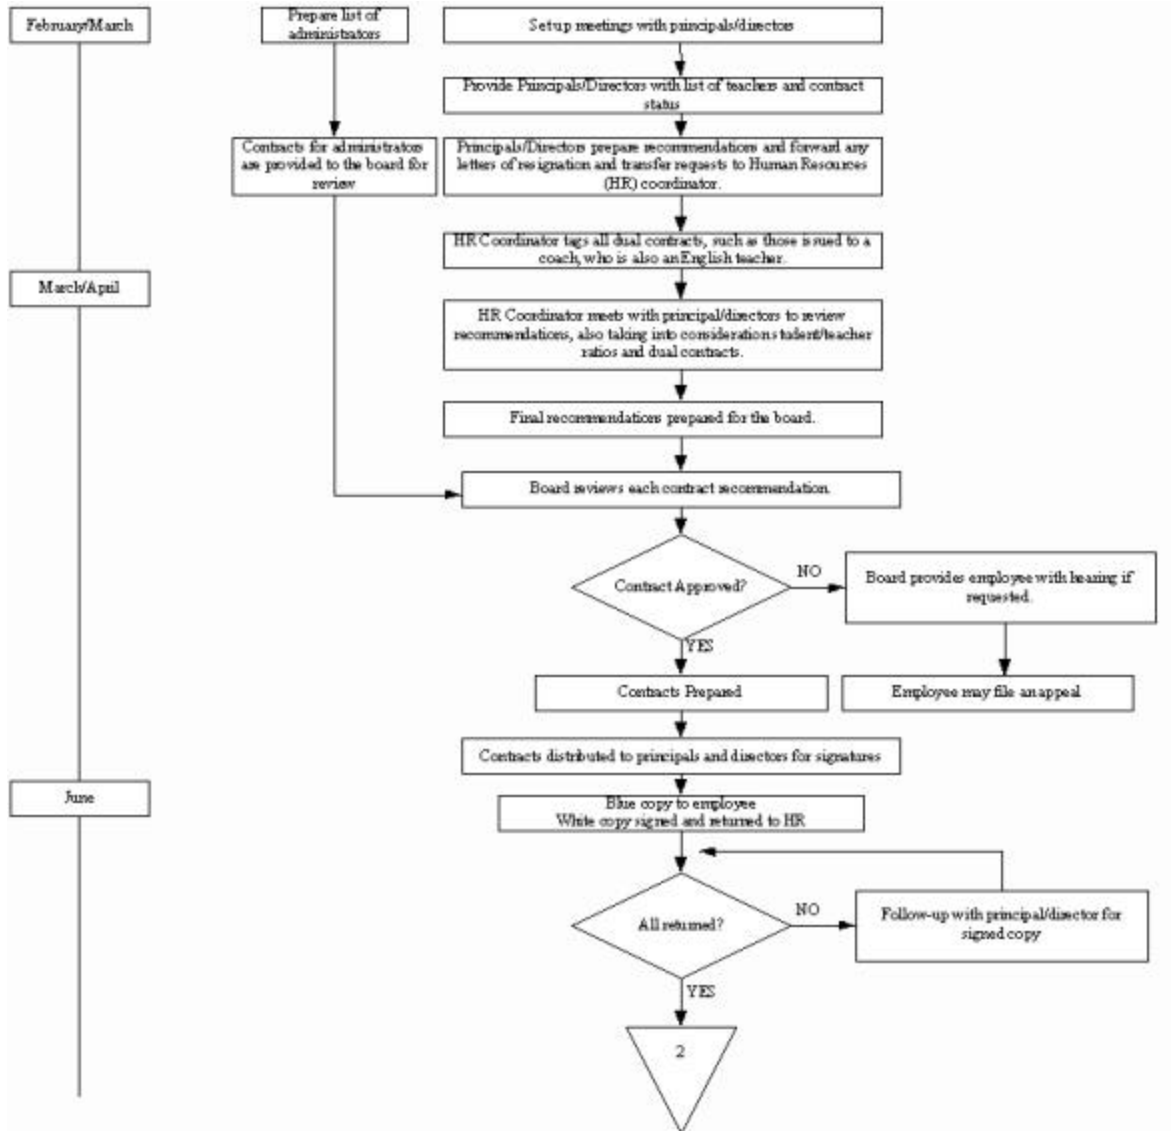 February/March
Prepare list of
administrators
Set up meetings with principals/directors
Provide Principals/Directors with list of teachers and contract
status
Contracts for administrators
are provided to the board for
review
Principals/Directors prepare recommendations and forward any
letters of resignation and transfer requests to Human Resources
(HR) coordinator.
HR Coordinator tags all dual contracts, such as those issued to a
coach, who is also an English teacher.
March/April
HR Coordinator meets with principal/directors to review
recommendations, also taking into consideration student/teacher
ratios and dual contracts.
Final recommendations prepared for the board.
Board reviews each contract recommendation.
Contract Approved?
NO
Board provides employee with hearing if
requested.
YES
Contracts Prepared
Employee may file an appeal
Contracts distributed to principals and directors for signatures
June
Blue copy to employee
White copy signed and returned to HR
All returned?
NO
Follow-up with principal/director for
signed copy
YES
2